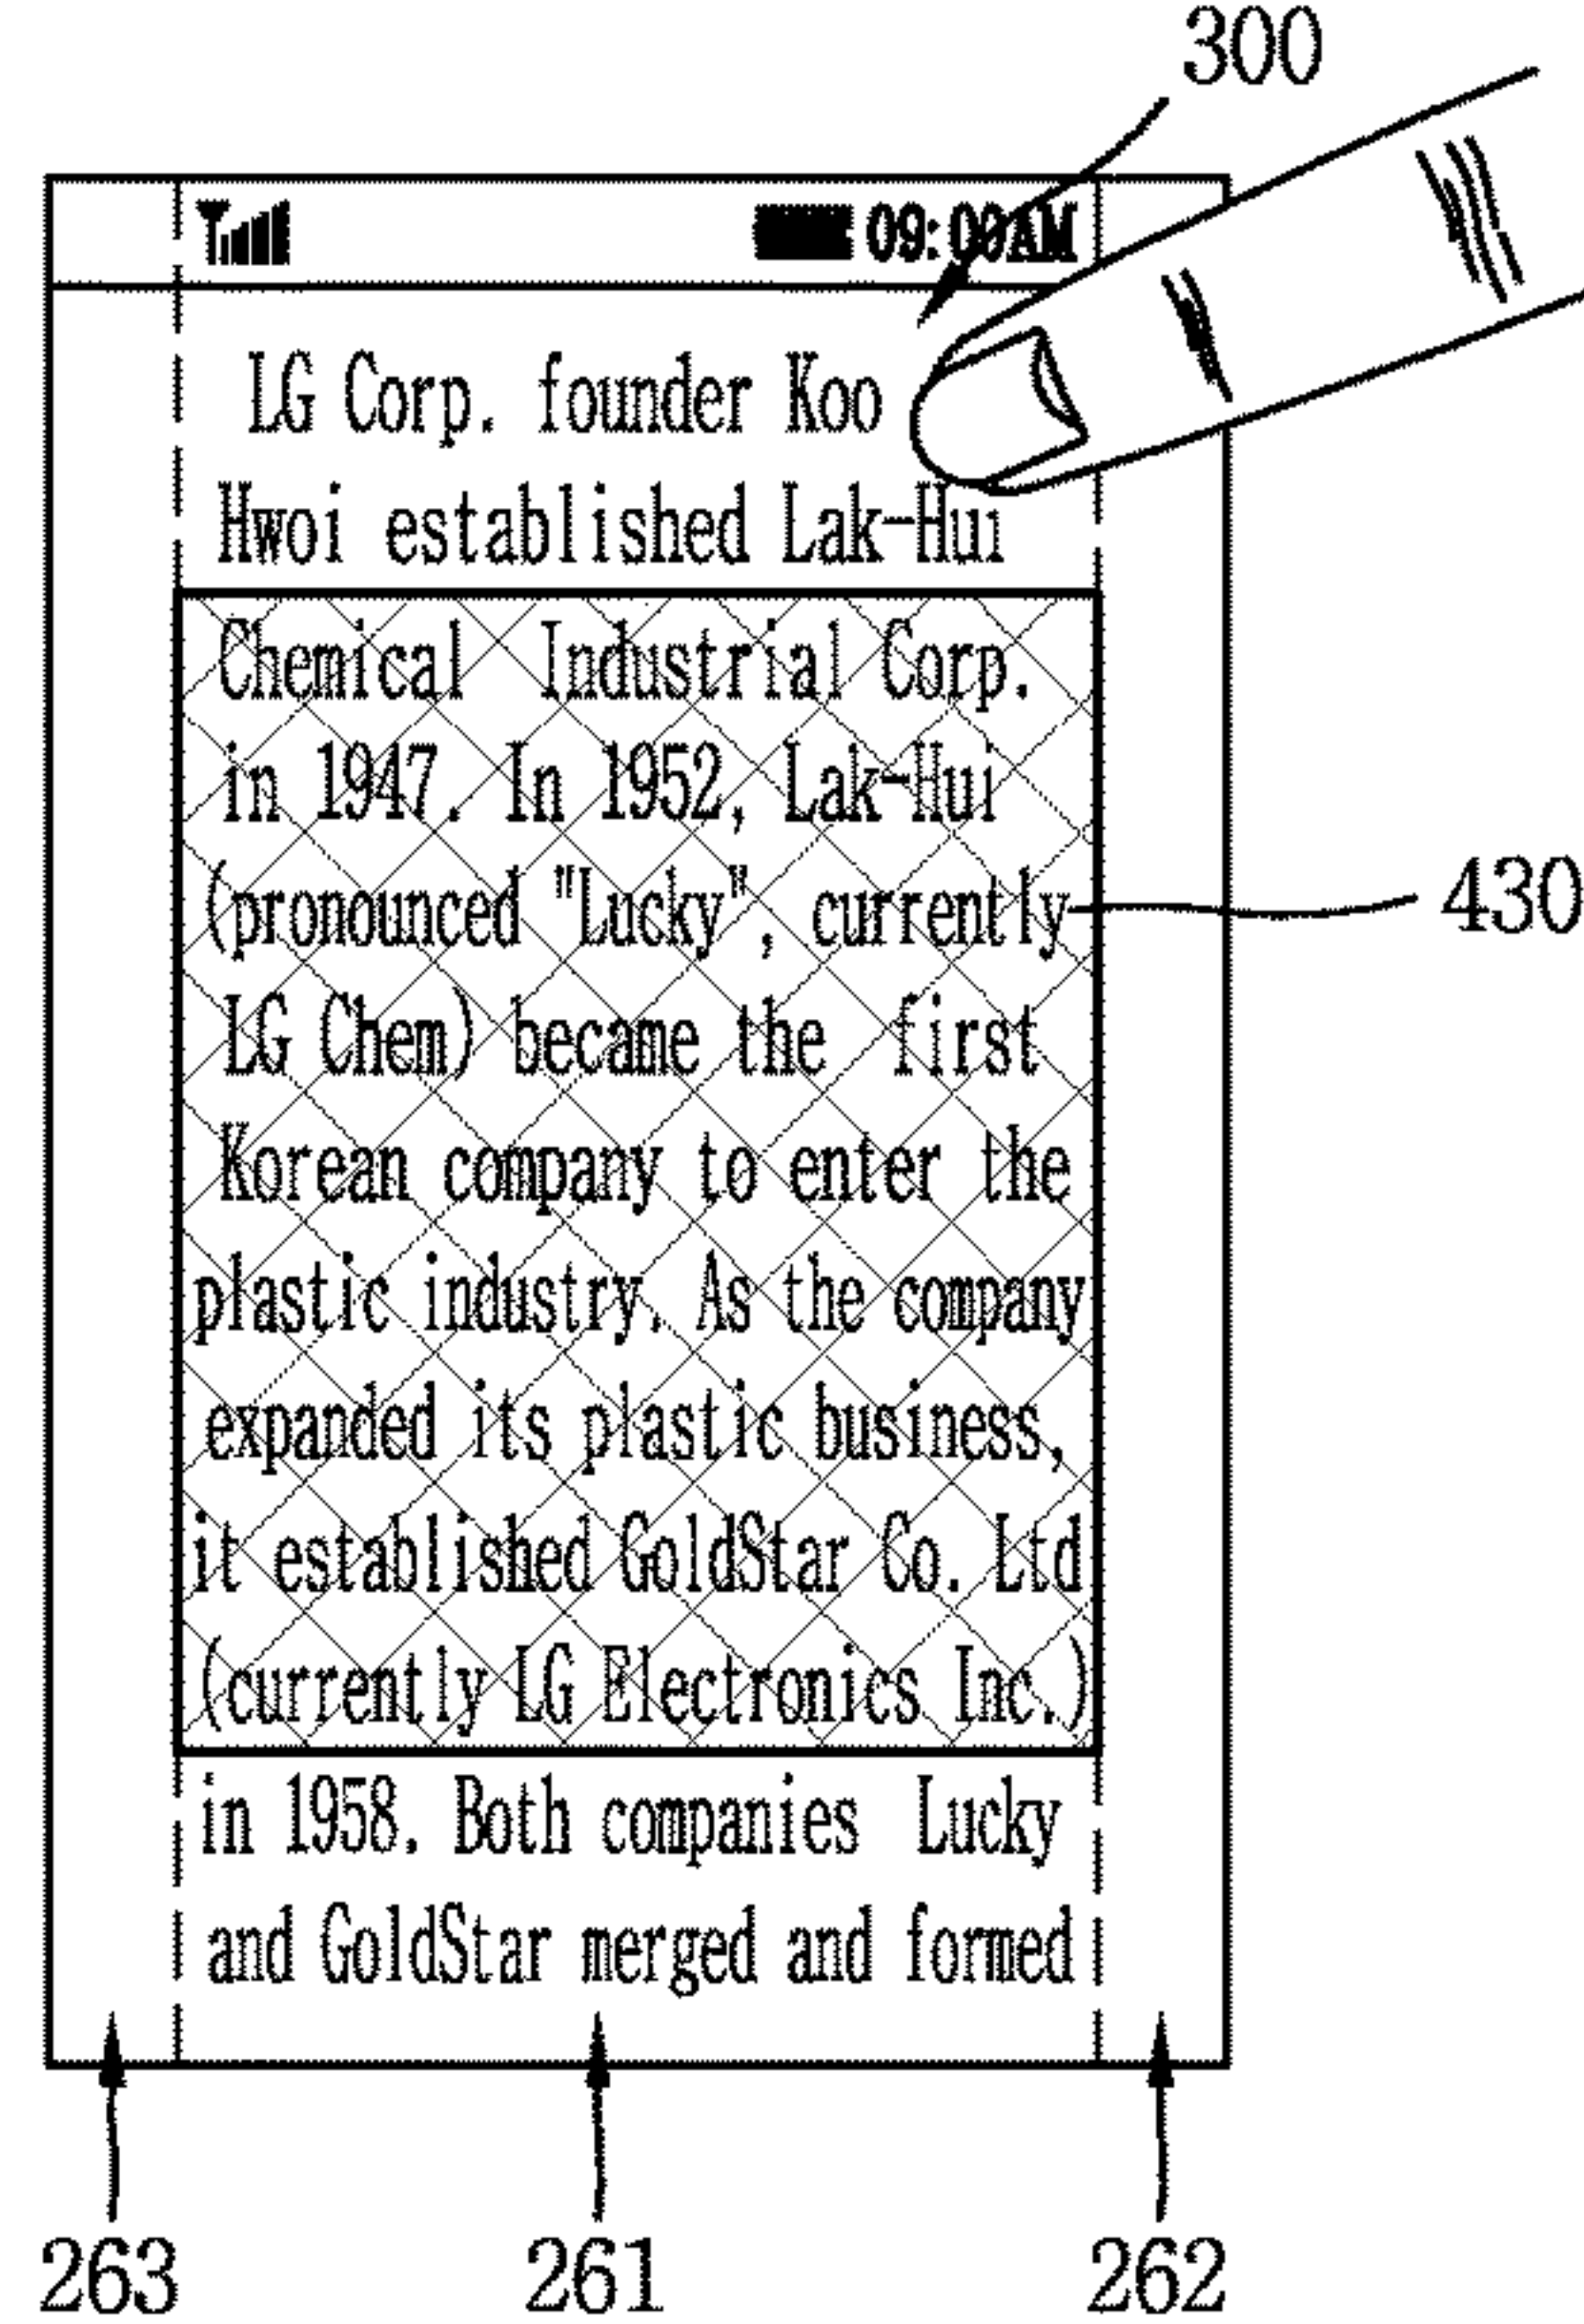 300
09:00AM
LG Corp. founder Koo
Hwoi established Lak-Hui
Chemical Industrial Corp.
in 1947. In 1952, Lak-Hui
(pronounced "Lucky", currently
430
LG Chem) became the first
Korean company to enter the
plastic industry. As the company
expanded its plastic business,
it established GoldStar Co. Ltd
(currently LG Electronics Inc.)
in 1958. Both companies Lucky
and GoldStar merged and formed
263 261 262